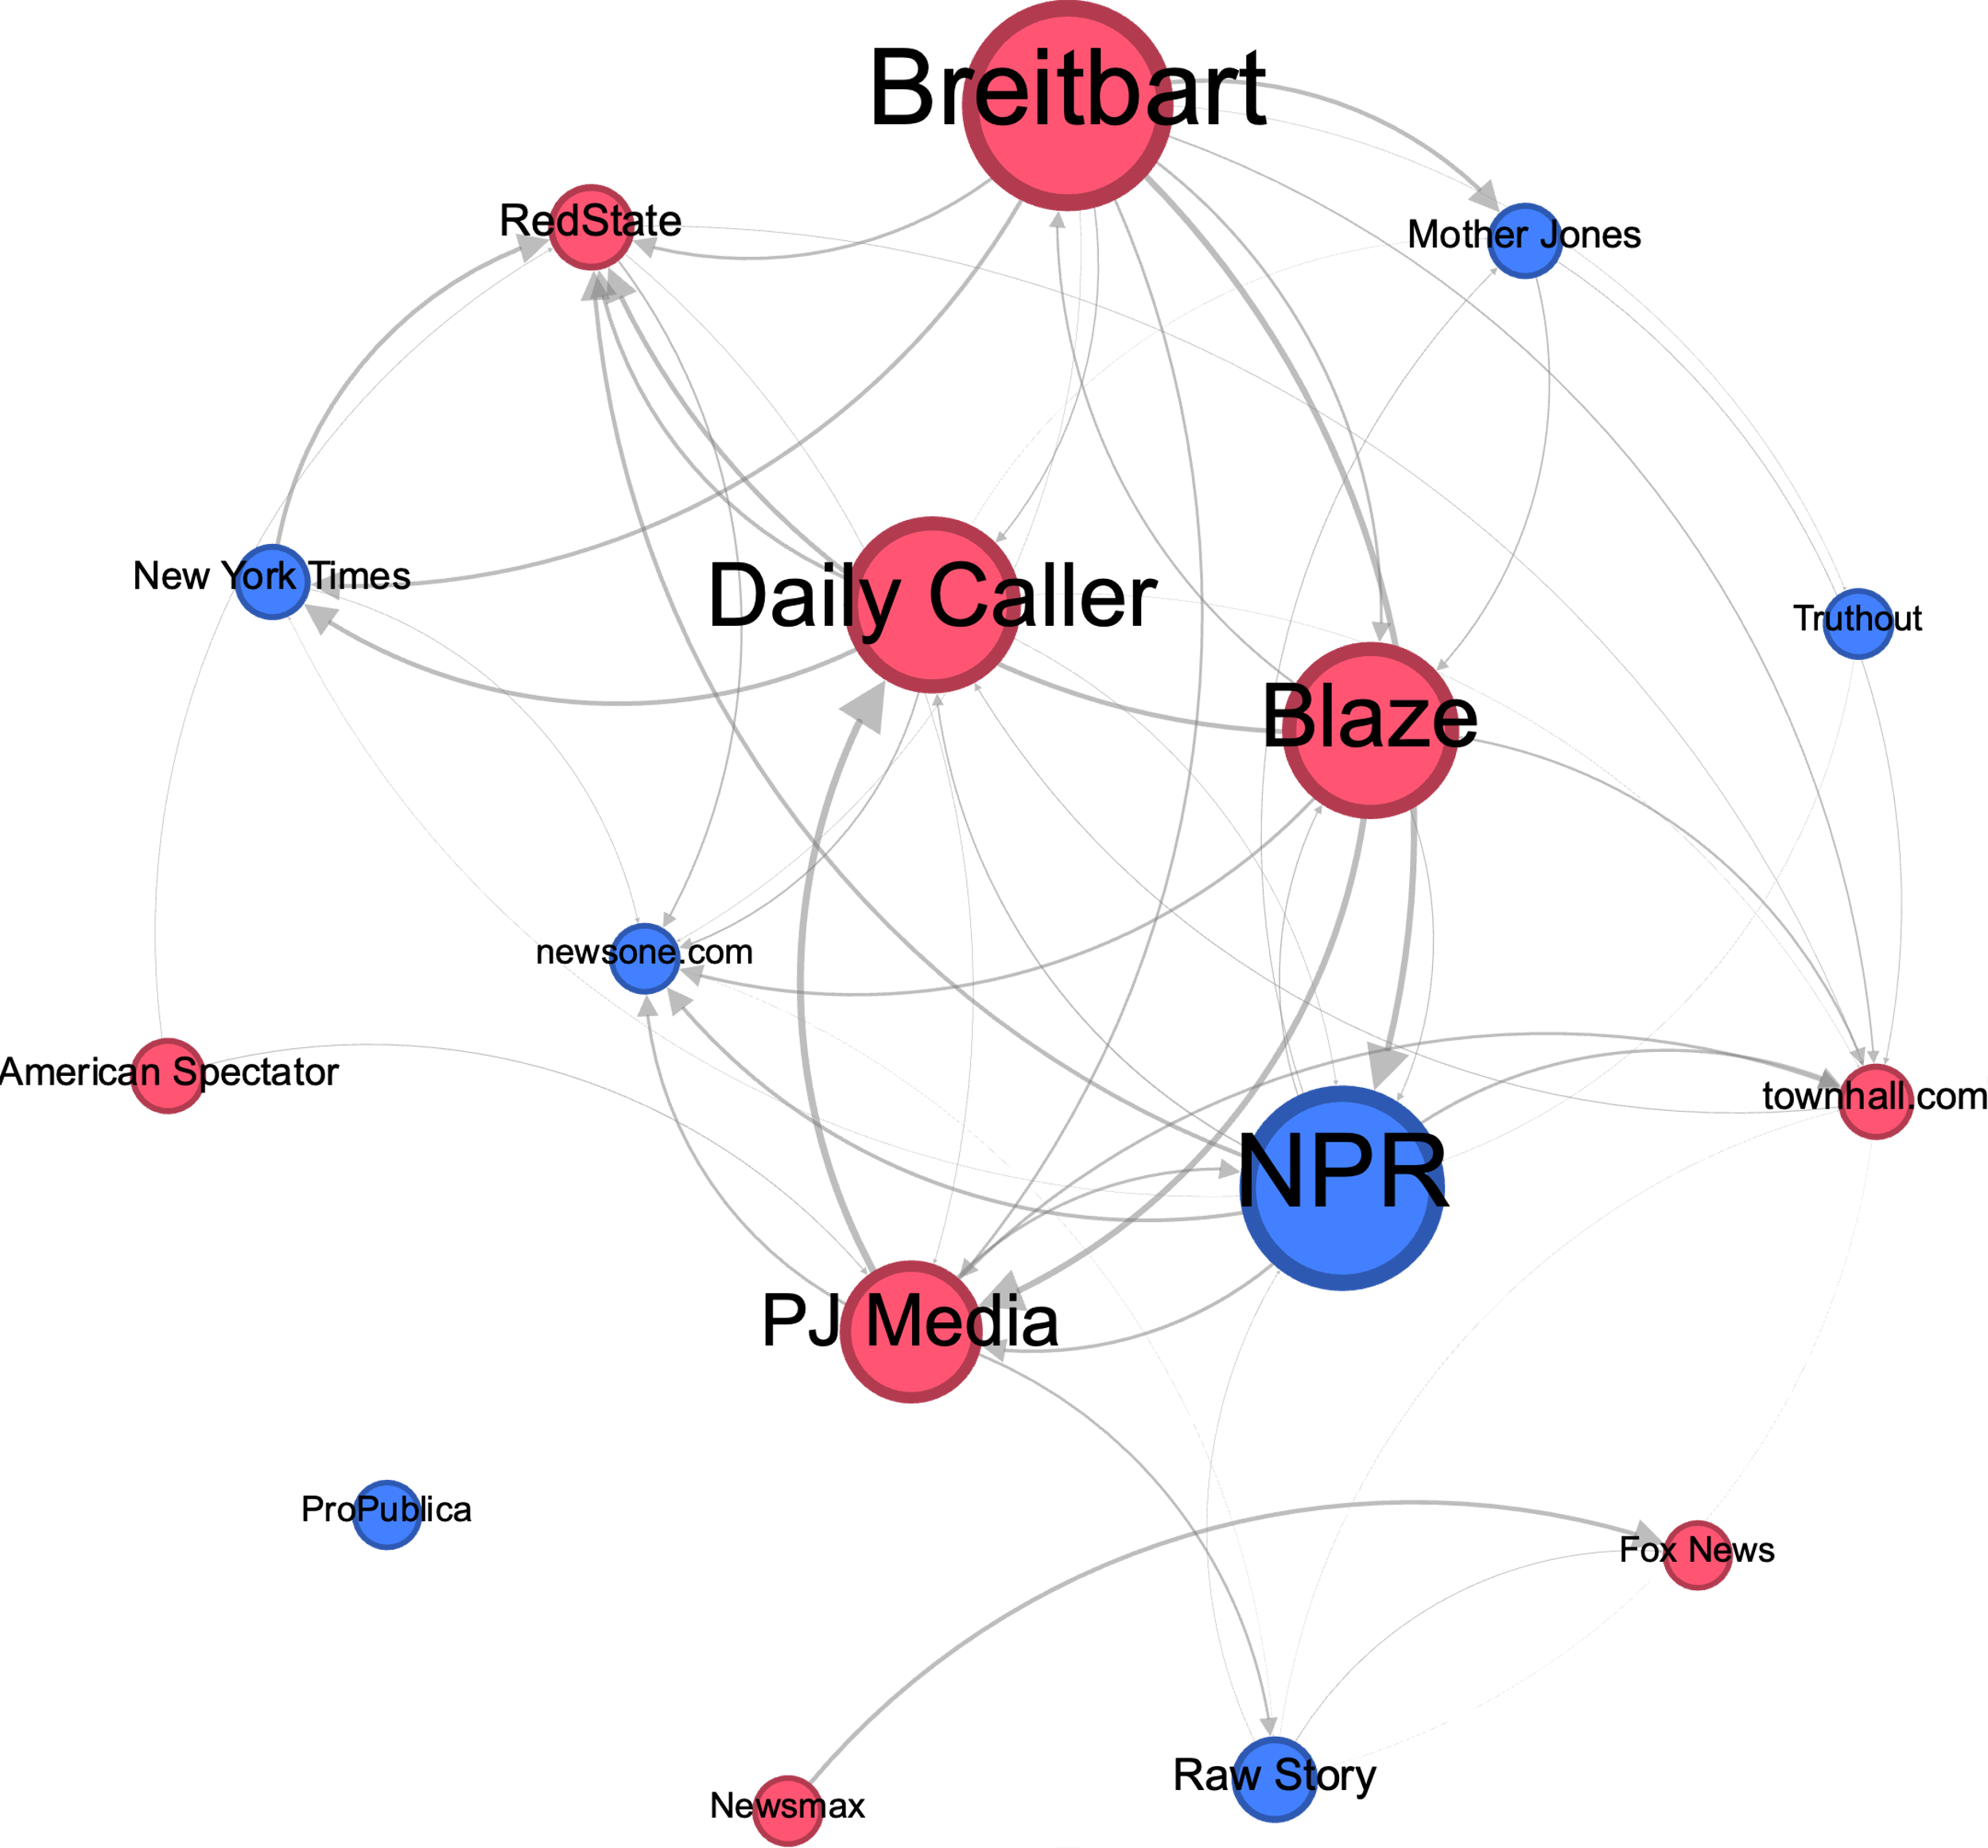 Breitbart
RedState
Mother Jones
New York Times
Daily Caller
Truthout
Blaze
newsone.com
American Spectator
townhall.com
NPR
PJ Media
ProPublica
Fox News
Raw Story
Newsmax